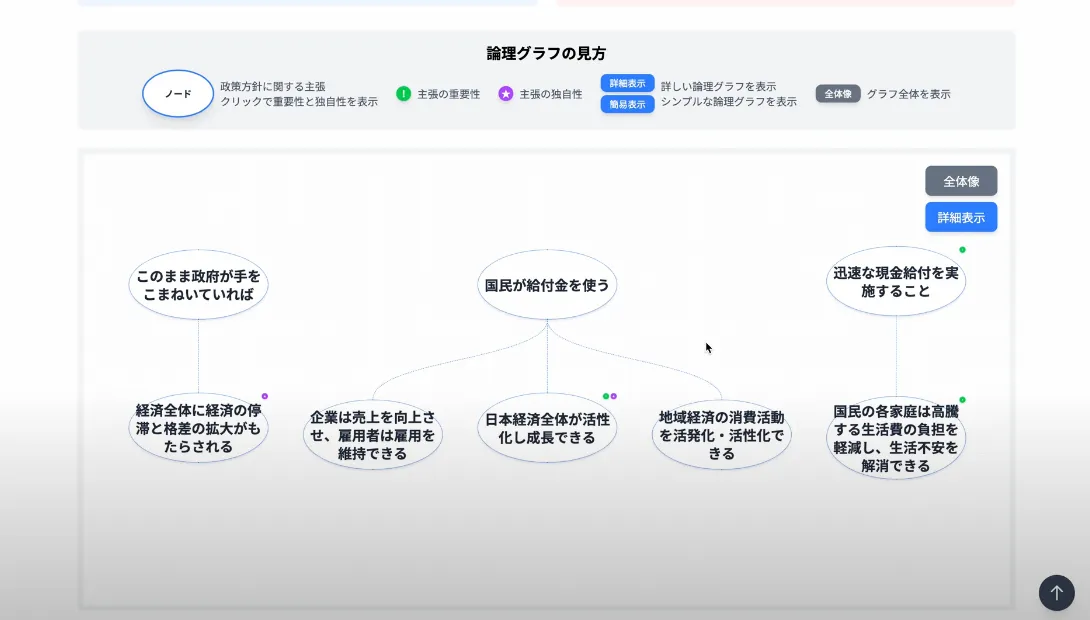 論理グラフの見方
ノード
政策方針に関する主張
クリックで重要性と独自性を表示
主張の重要性
主張の独自性
詳細表示
詳しい論理グラフを表示
簡易表示
シンプルな論理グラフを表示
全体像
グラフ全体を表示
全体像
詳細表示
このまま政府が手を
こまねいていれば
国民が給付金を使う
迅速な現金給付を実
施すること
経済全体に経済の停
滞と格差の拡大がも
たらされる
企業は売上を向上さ
せ、雇用者は雇用を
維持できる
日本経済全体が活性
化し成長できる
地域経済の消費活動
を活発化・活性化で
きる
国民の各家庭は高騰
する生活費の負担を
軽減し、生活不安を
解消できる